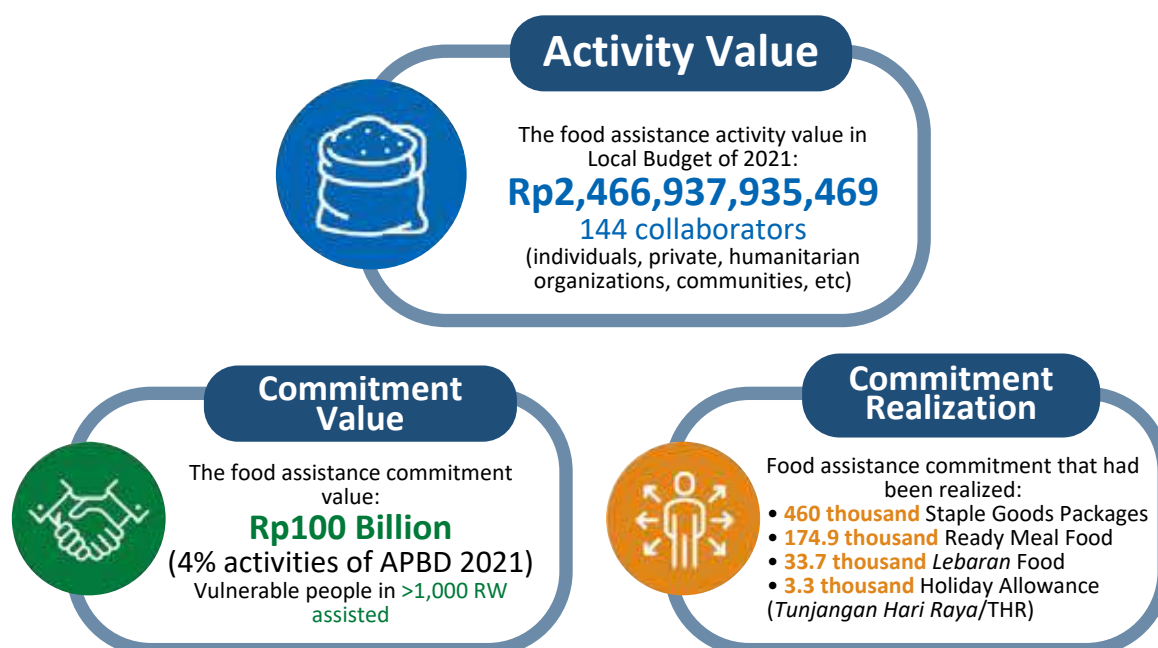 Activity Value
The food assistance activity value in
Local Budget of 2021:
Rp2,466,937,935,469
144 collaborators
(individuals, private, humanitarian
organizations, communities, etc)
Commitment
Value
The food assistance commitment
value:
Rp100 Billion
(4% activities of APBD 2021)
Vulnerable people in >1,000 RW
assisted
Commitment
Realization
Food assistance commitment that had
been realized:
• 460 thousand Staple Goods Packages
• 174.9 thousand Ready Meal Food
• 33.7 thousand Lebaran Food
• 3.3 thousand Holiday Allowance
(Tunjangan Hari Raya/THR)